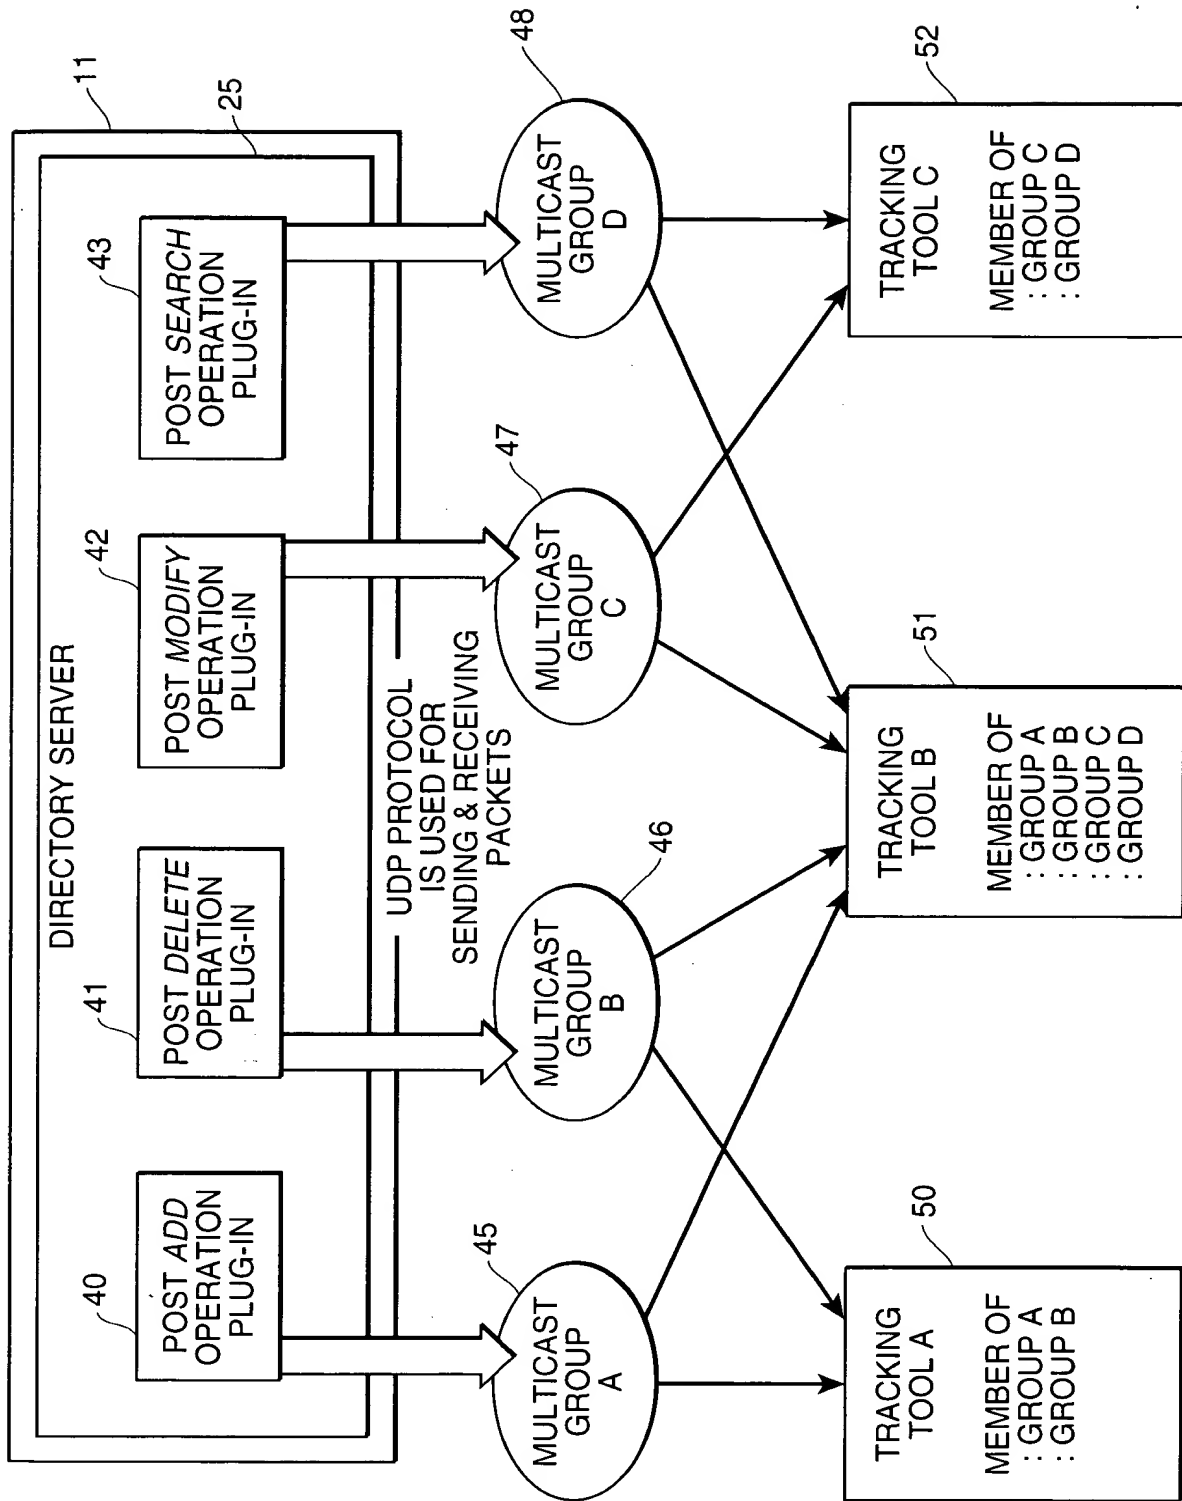 11
25
DIRECTORY SERVER
40
POST ADD
OPERATION
PLUG-IN
41
POST DELETE
OPERATION
PLUG-IN
42
POST MODIFY
OPERATION
PLUG-IN
43
POST SEARCH
OPERATION
PLUG-IN
UDP PROTOCOL
IS USED FOR
SENDING & RECEIVING
PACKETS
45
MULTICAST
GROUP
A
46
MULTICAST
GROUP
B
47
MULTICAST
GROUP
C
48
MULTICAST
GROUP
D
50
TRACKING
TOOL A
MEMBER OF
: GROUP A
: GROUP B
51
TRACKING
TOOL B
MEMBER OF
: GROUP A
: GROUP B
: GROUP C
: GROUP D
52
TRACKING
TOOL C
MEMBER OF
: GROUP C
: GROUP D